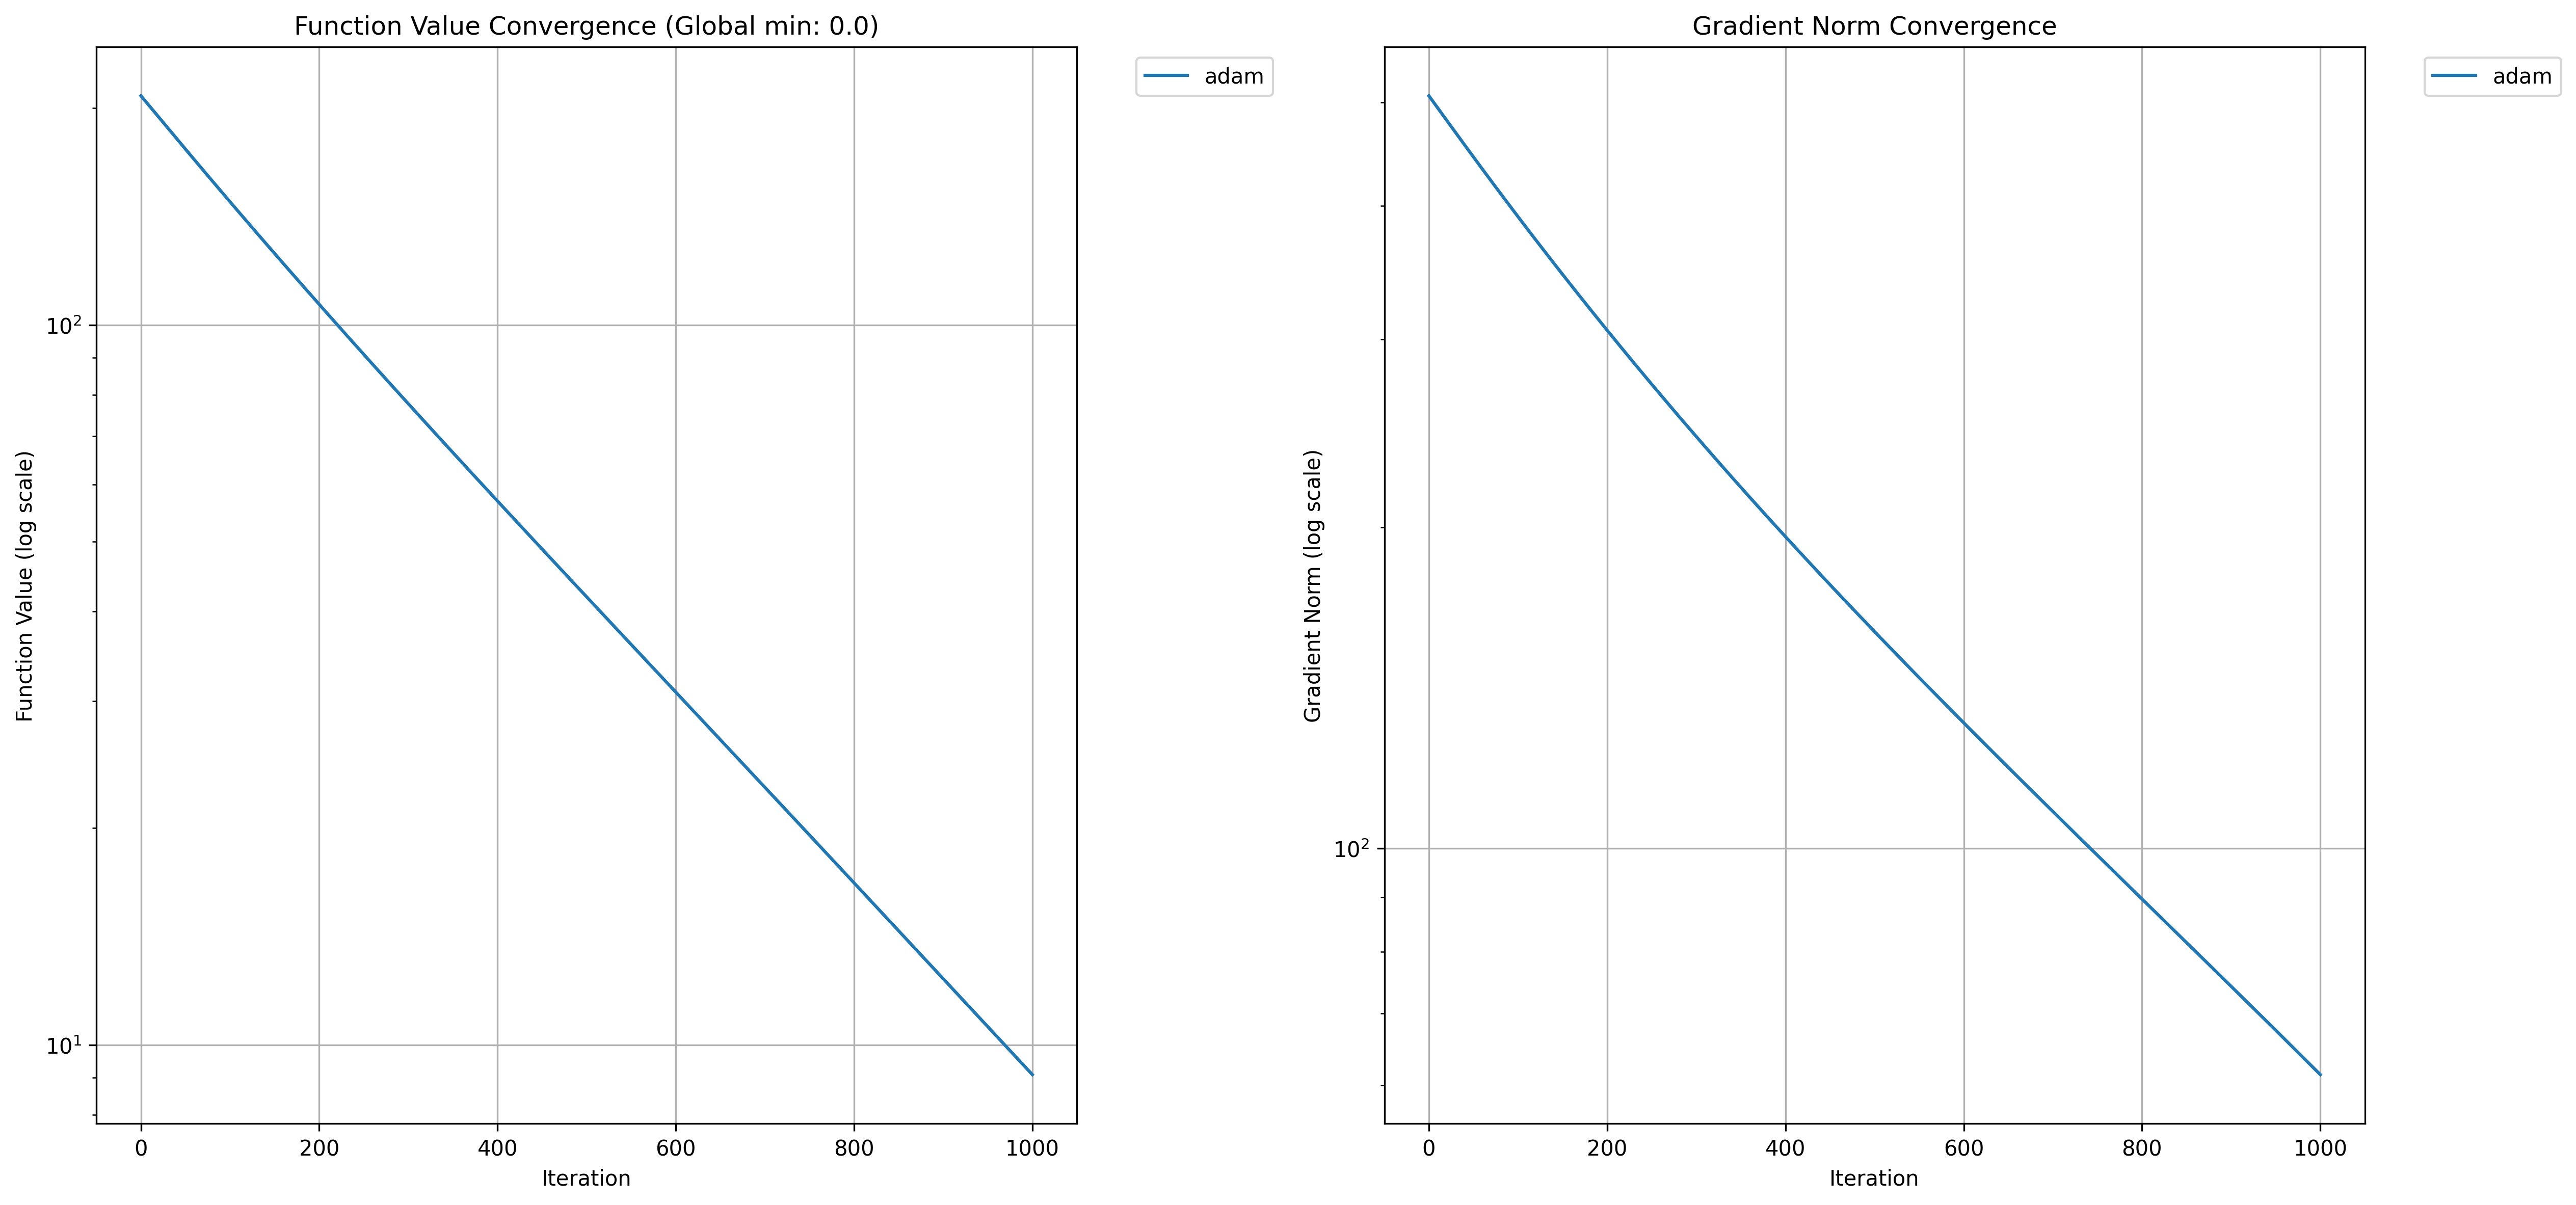 Function Value Convergence (Global min: 0.0)
adam
Function Value (log scale)
10²
10¹
0 200 400 600 800 1000
Iteration
Gradient Norm Convergence
adam
Gradient Norm (log scale)
10²
0 200 400 600 800 1000
Iteration